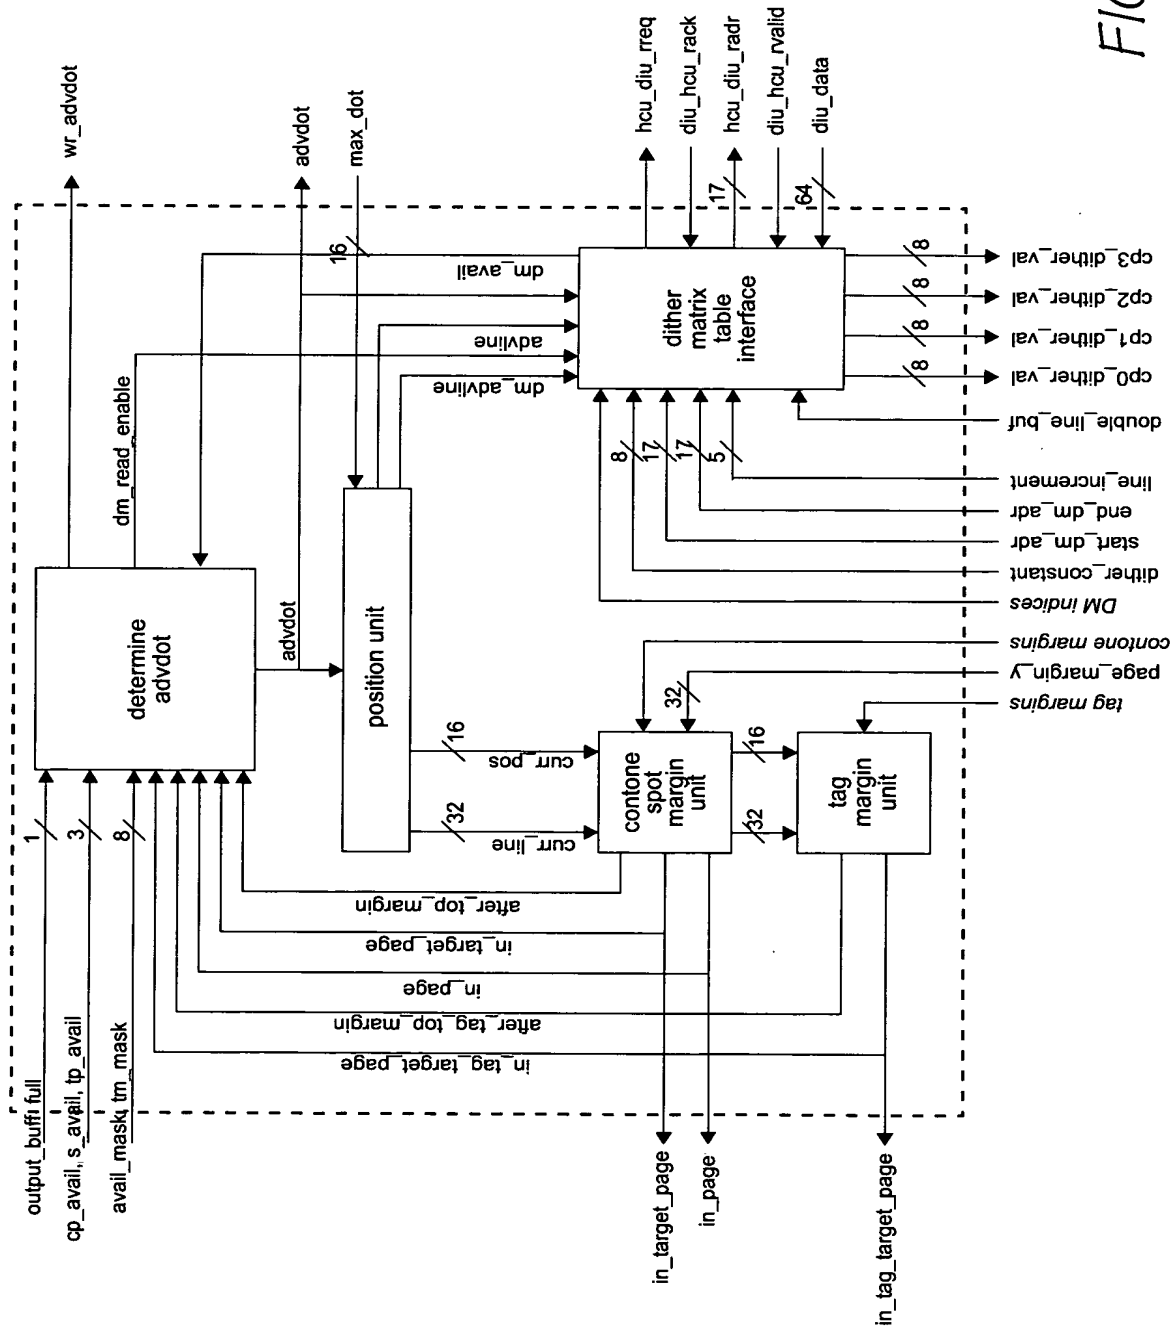 FIG
wr_advdot
advdot
max_dot
hcu_diu_rreq
diu_hcu_rack
hcu_diu_radr
17
diu_hcu_rvalid
diu_data
64
dm_read_enable
16
dm_avail
advline
dm_advline
determine
advdot
advdot
position unit
dither
matrix
table
interface
8
cp3_dither_val
8
cp2_dither_val
8
cp1_dither_val
8
cp0_dither_val
double_line_buf
5
line_increment
17
end_dm_adr
17
start_dm_adr
8
dither_constant
DM indices
contone margins
32
page_margin_y
tag margins
16
curr_pos
32
curr_line
contone
spot
margin
unit
16
32
tag
margin
unit
1
3
8
after_top_margin
in_target_page
in_page
after_tag_top_margin
in_tag_target_page
output_buff_full
cp_avail, s_avail, tp_avail
avail_mask, tm_mask
in_target_page
in_page
in_tag_target_page